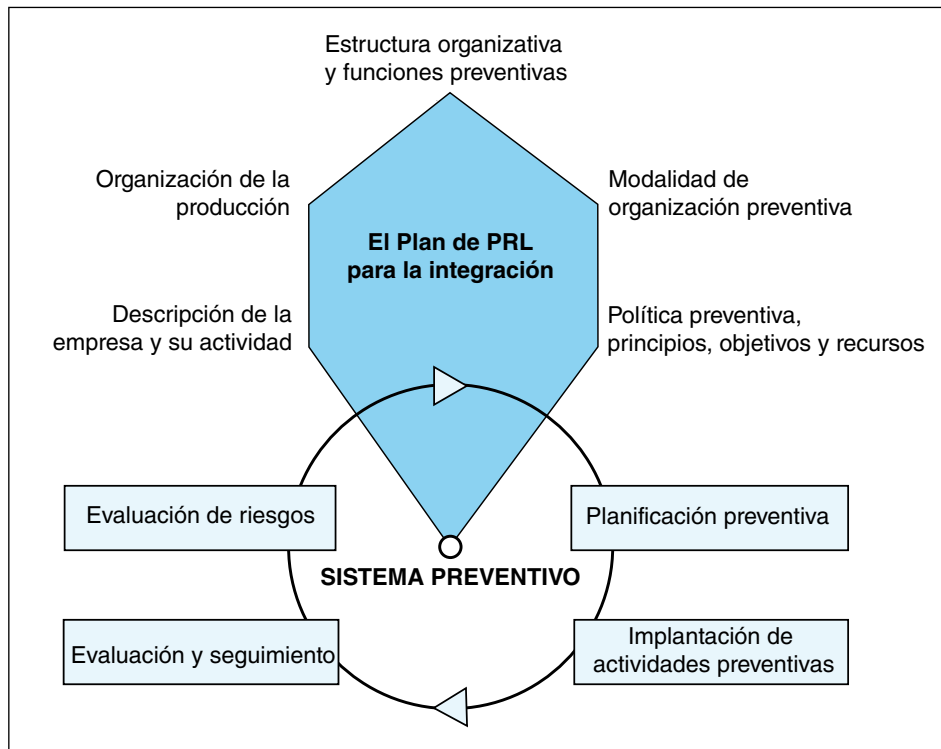 Estructura organizativa
y funciones preventivas
Organización de la
producción
Modalidad de
organización preventiva
El Plan de PRL
para la integración
Descripción de la
empresa y su actividad
Política preventiva,
principios, objetivos y recursos
Evaluación de riesgos
Planificación preventiva
SISTEMA PREVENTIVO
Evaluación y seguimiento
Implantación de
actividades preventivas